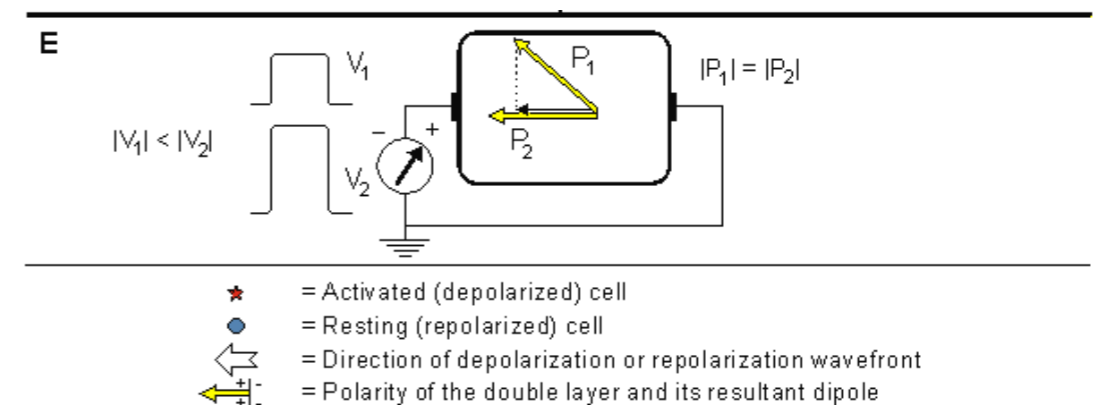 E
V1
P1
|P1| = |P2|
− +
P2
|V1| < |V2|
V2
= Activated (depolarized) cell
= Resting (repolarized) cell
= Direction of depolarization or repolarization wavefront
+ -
+ -
= Polarity of the double layer and its resultant dipole